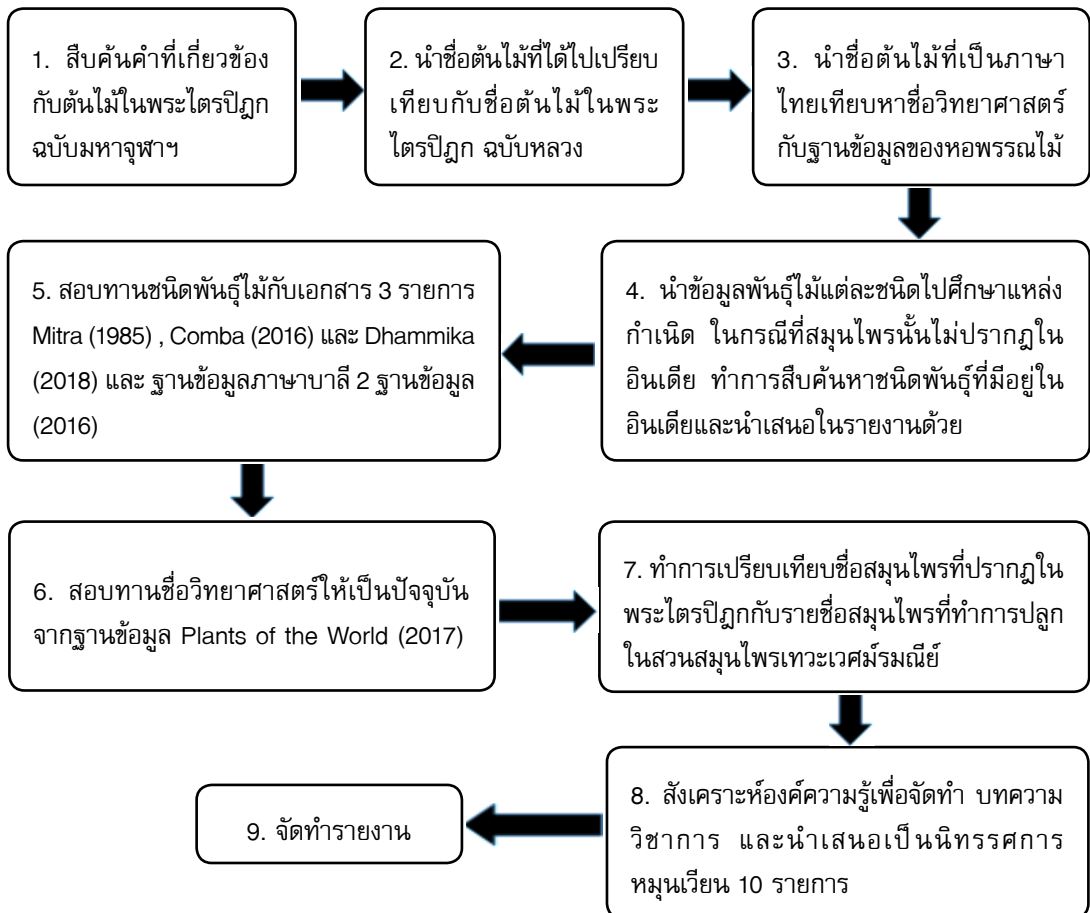 1. สืบค้นคำที่เกี่ยวข้อง
กับต้นไม้ในพระไตรปิฎก
ฉบับมหาจุฬาฯ
2. นำชื่อต้นไม้ที่ได้ไปเปรียบ
เทียบกับชื่อต้นไม้ในพระ
ไตรปิฎก ฉบับหลวง
3. นำชื่อต้นไม้ที่เป็นภาษา
ไทยเทียบหาชื่อวิทยาศาสตร์
กับฐานข้อมูลของหอพรรณไม้
4. นำข้อมูลพันธุ์ไม้แต่ละชนิดไปศึกษาแหล่ง
กำเนิด ในกรณีที่สมุนไพรนั้นไม่ปรากฏใน
อินเดีย ทำการสืบค้นหาชนิดพันธุ์ที่มีอยู่ใน
อินเดียและนำเสนอในรายงานด้วย
5. สอบทานชนิดพันธุ์ไม้กับเอกสาร 3 รายการ
Mitra (1985) , Comba (2016) และ Dhammika
(2018) และ ฐานข้อมูลภาษาบาลี 2 ฐานข้อมูล
(2016)
6. สอบทานชื่อวิทยาศาสตร์ให้เป็นปัจจุบัน
จากฐานข้อมูล Plants of the World (2017)
7. ทำการเปรียบเทียบชื่อสมุนไพรที่ปรากฏใน
พระไตรปิฎกกับรายชื่อสมุนไพรที่ทำการปลูก
ในสวนสมุนไพรเทวะเวศม์รมณีย์
8. สังเคราะห์องค์ความรู้เพื่อจัดทำ บทความ
วิชาการ และนำเสนอเป็นนิทรรศการ
หมุนเวียน 10 รายการ
9. จัดทำรายงาน